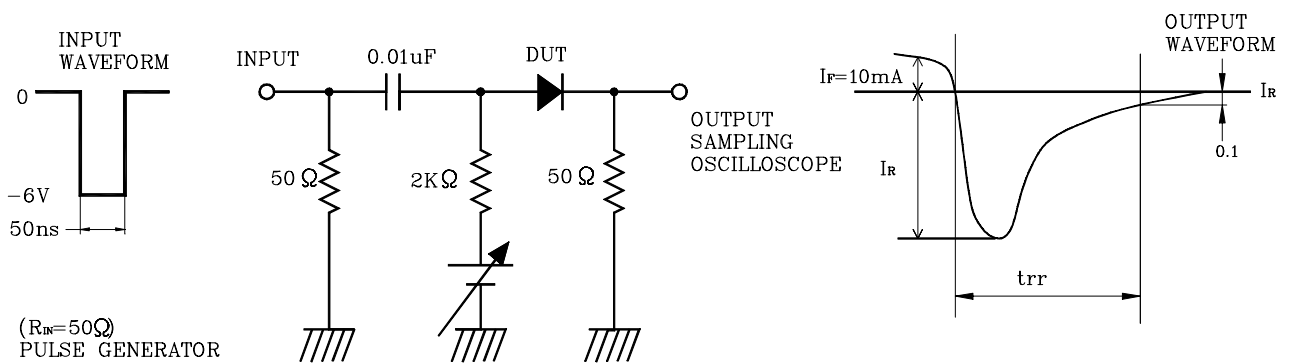 INPUT
WAVEFORM
0
-6V
50ns
(RIN=50Ω)
PULSE GENERATOR
INPUT
0.01uF
DUT
50Ω
2KΩ
50Ω
OUTPUT
SAMPLING
OSCILLOSCOPE
OUTPUT
WAVEFORM
IF=10mA
IR
IR
0.1
trr